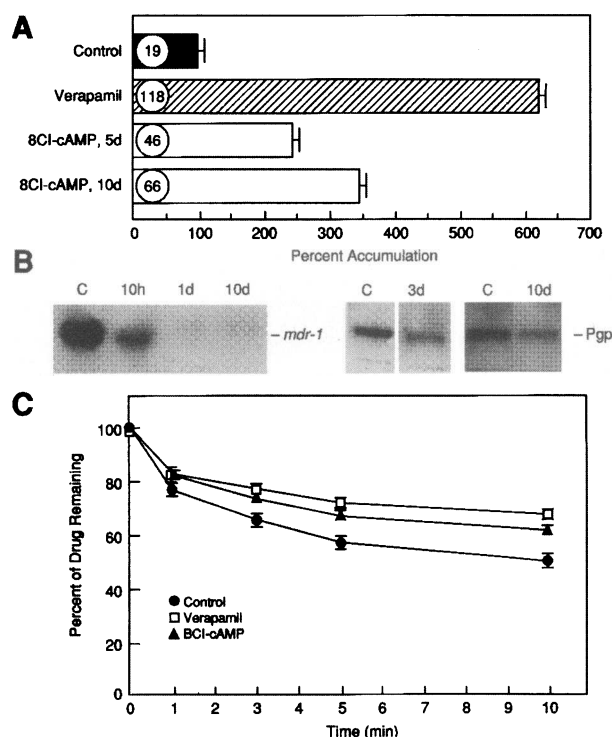 A
Control
19
Verapamil
118
8Cl-cAMP, 5d
46
8Cl-cAMP, 10d
66
0 100 200 300 400 500 600 700
Percent Accumulation
B
C 10h 1d 10d
– mdr-1
C 3d
C 10d
– Pgp
C
Percent of Drug Remaining
100
80
60
40
20
0
Control
Verapamil
BCl-cAMP
0 1 2 3 4 5 6 7 8 9 10
Time (min)